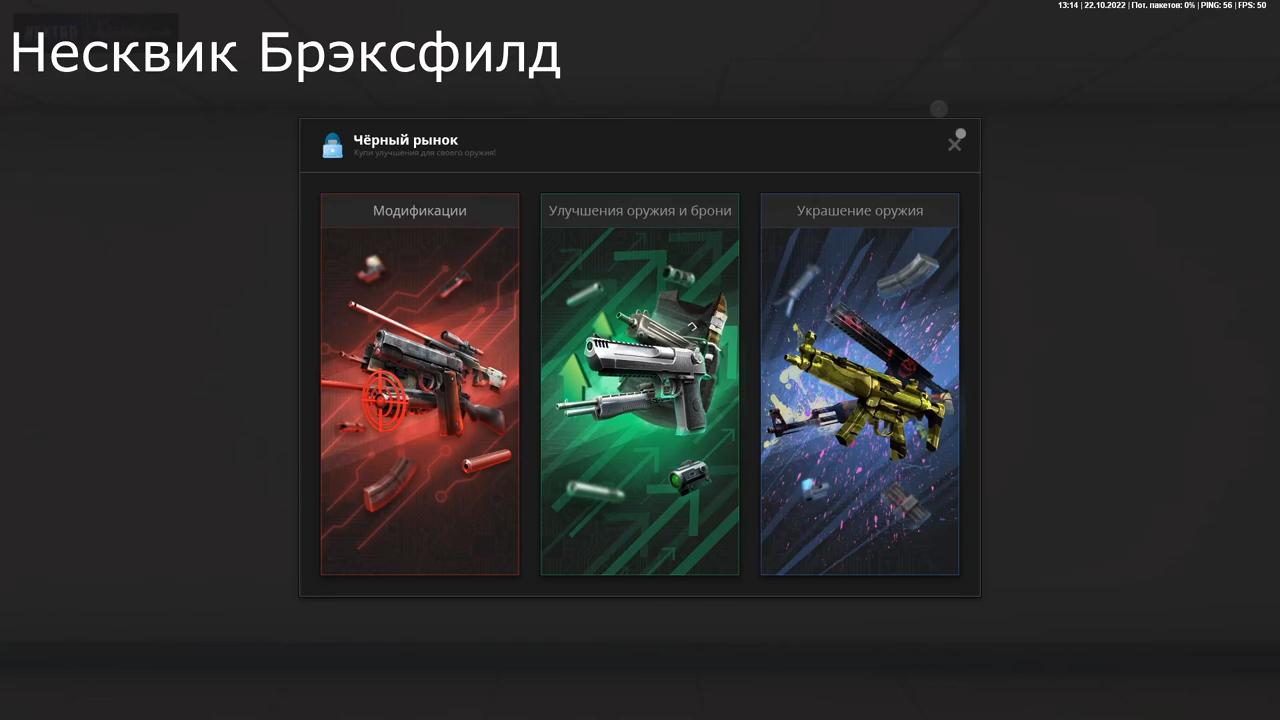 13:14 | 22.10.2022 | Пот. пакетов: 0% | PING: 56 | FPS: 50
Несквик Брэксфилд
Чёрный рынок
Купи улучшения для своего оружия!
Модификации
Улучшения оружия и брони
Украшение оружия